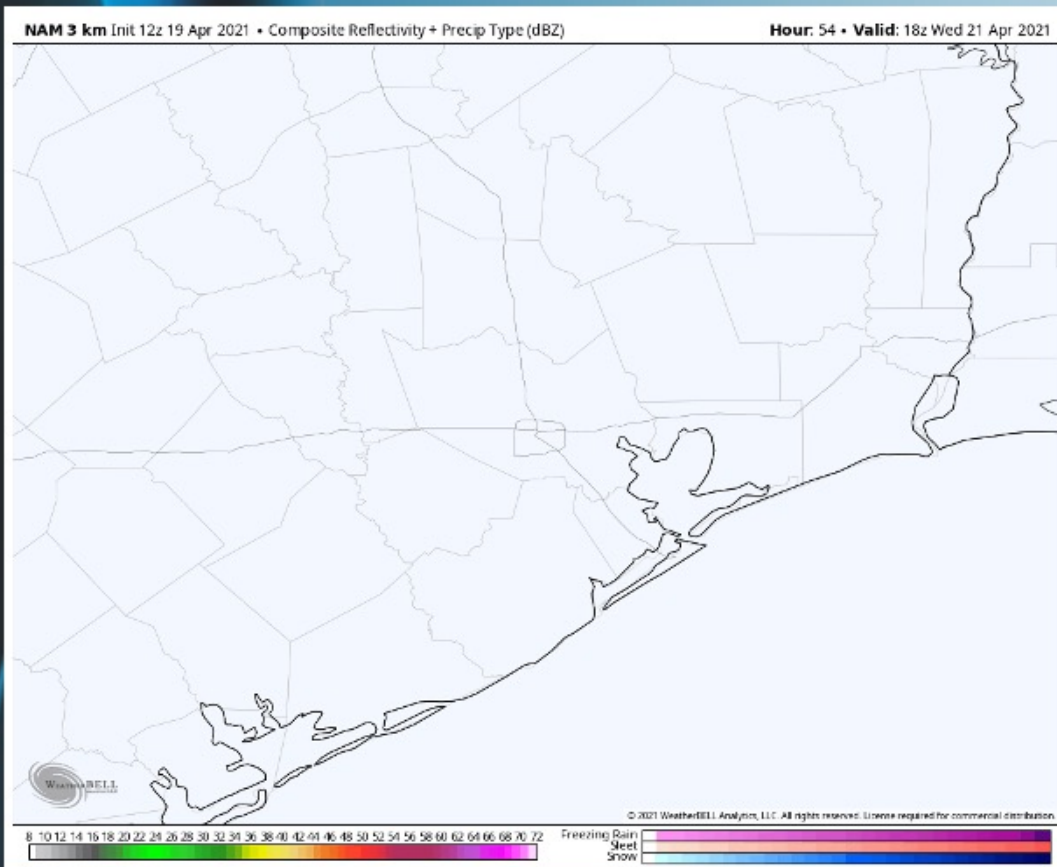 NAM 3 km Init 12z 19 Apr 2021 • Composite Reflectivity + Precip Type (dBZ) Hour: 54 • Valid: 18z Wed 21 Apr 2021
WeatherBELL
© 2021 WeatherBELL Analytics, LLC. All rights reserved. License required for commercial distribution.
8 10 12 14 16 18 20 22 24 26 28 30 32 34 36 38 40 42 44 46 48 50 52 54 56 58 60 62 64 66 68 70 72
Freezing Rain
Sleet
Snow